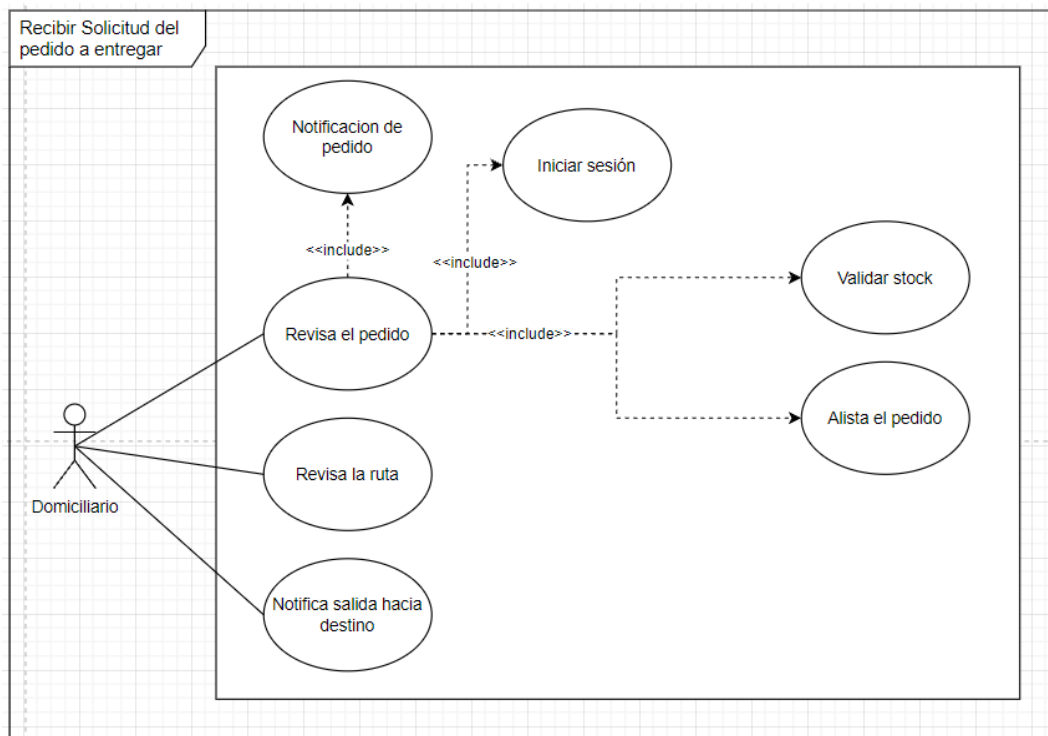 Recibir Solicitud del
pedido a entregar
Notificacion de
pedido
Iniciar sesión
<<include>>
<<include>>
Validar stock
Revisa el pedido
<<include>>
Alista el pedido
Revisa la ruta
Domiciliario
Notifica salida hacia
destino